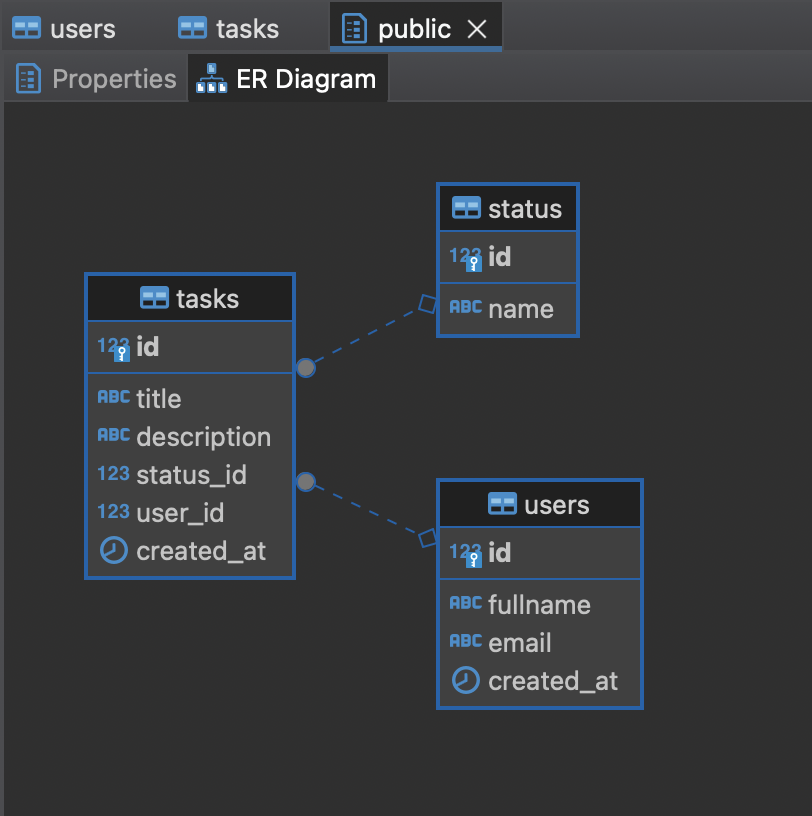 users tasks public
Properties ER Diagram
status
123 id
ABC name
tasks
123 id
ABC title
ABC description
123 status_id
123 user_id
created_at
users
123 id
ABC fullname
ABC email
created_at